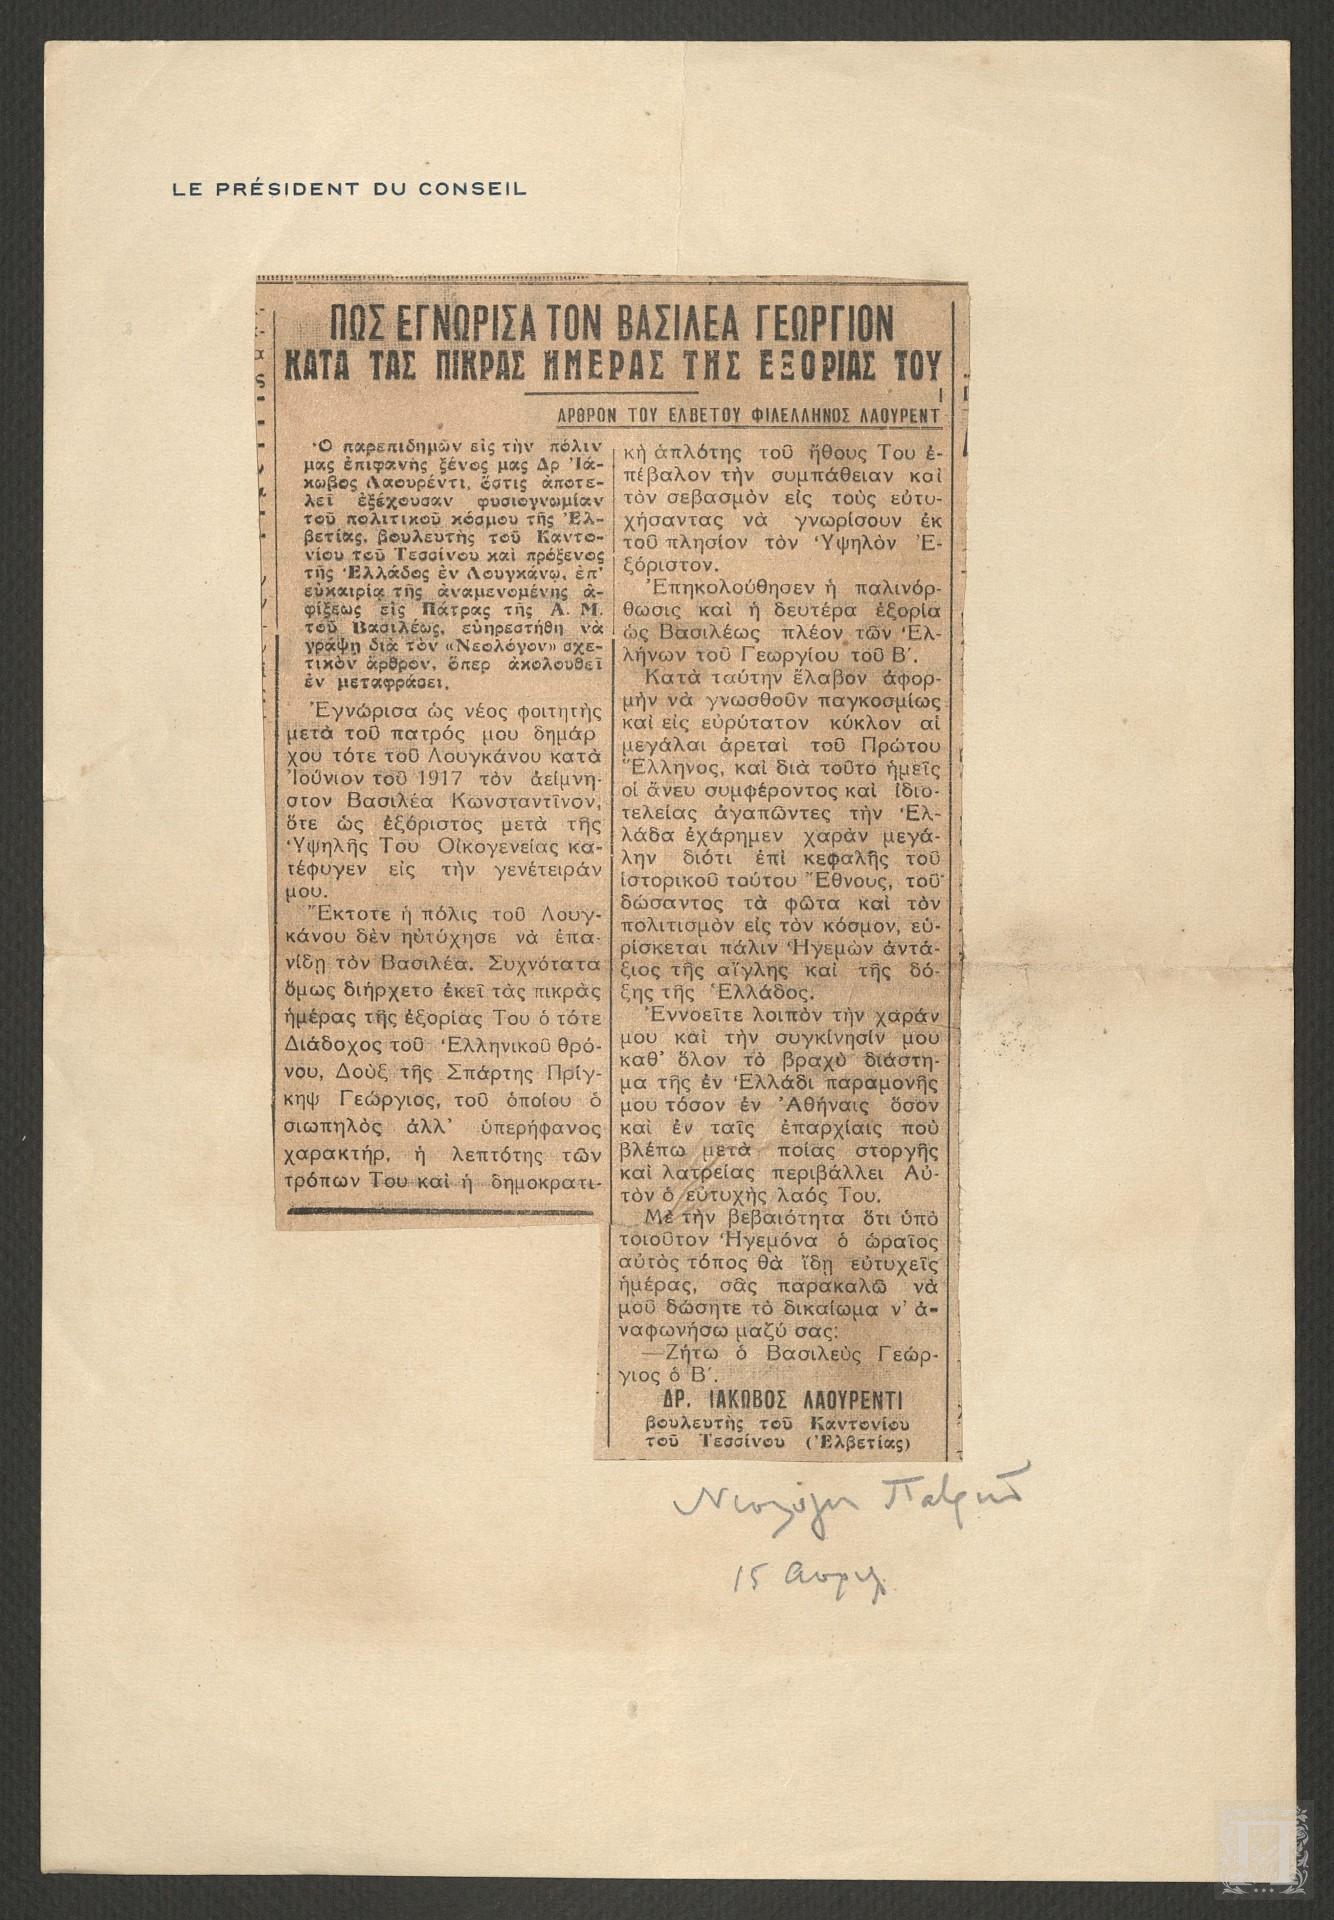 LE PRÉSIDENT DU CONSEIL
ΠΩΣ ΕΓΝΩΡΙΣΑ ΤΟΝ ΒΑΣΙΛΕΑ ΓΕΩΡΓΙΟΝ
ΚΑΤΑ ΤΑΣ ΠΙΚΡΑΣ ΗΜΕΡΑΣ ΤΗΣ ΕΞΟΡΙΑΣ ΤΟΥ
ΑΡΘΡΟΝ ΤΟΥ ΕΛΒΕΤΟΥ ΦΙΛΕΛΛΗΝΟΣ ΛΑΟΥΡΕΝΤ
Ὁ παρεπιδημῶν εἰς τὴν πόλιν
μας ἐπιφανὴς ξένος μας Δρ Ἰά-
κωβος Λαουρέντι, ὅστις ἀποτε-
λεῖ ἐξέχουσαν φυσιογνωμίαν
τοῦ πολιτικοῦ κόσμου τῆς Ἑλ-
βετίας, βουλευτὴς τοῦ Καντο-
νίου τοῦ Τεσσίνου καὶ πρόξενος
τῆς Ἑλλάδος ἐν Λουγκάνῳ, ἐπ'
εὐκαιρίᾳ τῆς ἀναμενομένης ἀ-
φίξεως εἰς Πάτρας τῆς Α. Μ.
τοῦ Βασιλέως, εὐηρεστήθη νὰ
γράψῃ διὰ τὸν «Νεολόγον» σχε-
τικὸν ἄρθρον, ὅπερ ἀκολουθεῖ
ἐν μεταφράσει.
Ἐγνώρισα ὡς νέος φοιτητὴς
μετὰ τοῦ πατρός μου δημάρ
χου τότε τοῦ Λουγκάνου κατὰ
Ἰούνιον τοῦ 1917 τὸν ἀείμνη-
στον Βασιλέα Κωνσταντῖνον,
ὅτε ὡς ἐξόριστος μετὰ τῆς
Ὑψηλῆς Του Οἰκογενείας κα-
τέφυγεν εἰς τὴν γενέτειράν
μου.
Ἔκτοτε ἡ πόλις τοῦ Λουγ-
κάνου δὲν ηὐτύχησε νὰ ἐπα-
νίδῃ τὸν Βασιλέα. Συχνότατα
ὅμως διήρχετο ἐκεῖ τὰς πικρὰς
ἡμέρας τῆς ἐξορίας Του ὁ τότε
Διάδοχος τοῦ Ἑλληνικοῦ θρό-
νου, Δοὺξ τῆς Σπάρτης Πρίγ-
κηψ Γεώργιος, τοῦ ὁποίου ὁ
σιωπηλὸς ἀλλ' ὑπερήφανος
χαρακτήρ, ἡ λεπτότης τῶν
τρόπων Του καὶ ἡ δημοκρατι-
κὴ ἁπλότης τοῦ ἤθους Του ἐ-
πέβαλον τὴν συμπάθειαν καὶ
τὸν σεβασμὸν εἰς τοὺς εὐτυ-
χήσαντας νὰ γνωρίσουν ἐκ
τοῦ πλησίον τὸν Ὑψηλὸν Ἐ-
ξόριστον.
Ἐπηκολούθησεν ἡ παλινόρ-
θωσις καὶ ἡ δευτέρα ἐξορία
ὡς Βασιλέως πλέον τῶν Ἑλ-
λήνων τοῦ Γεωργίου τοῦ Β΄.
Κατὰ ταύτην ἔλαβον ἀφορ-
μὴν νὰ γνωσθοῦν παγκοσμίως
καὶ εἰς εὐρύτατον κύκλον αἱ
μεγάλαι ἀρεταὶ τοῦ Πρώτου
Ἕλληνος, καὶ διὰ τοῦτο ἡμεῖς
οἱ ἄνευ συμφέροντος καὶ ἰδιο-
τελείας ἀγαπῶντες τὴν Ἑλ-
λάδα ἐχάρημεν χαρὰν μεγά-
λην διότι ἐπὶ κεφαλῆς τοῦ
ἱστορικοῦ τούτου Ἔθνους, τοῦ
δώσαντος τὰ φῶτα καὶ τὸν
πολιτισμὸν εἰς τὸν κόσμον, εὑ-
ρίσκεται πάλιν Ἡγεμὼν ἀντά-
ξιος τῆς αἴγλης καὶ τῆς δό-
ξης τῆς Ἑλλάδος.
Ἐννοεῖτε λοιπὸν τὴν χαράν
μου καὶ τὴν συγκίνησίν μου
καθ' ὅλον τὸ βραχὺ διάστη-
μα τῆς ἐν Ἑλλάδι παραμονῆς
μου τόσον ἐν Ἀθήναις ὅσον
καὶ ἐν ταῖς ἐπαρχίαις ποὺ
βλέπω μετὰ ποίας στοργῆς
καὶ λατρείας περιβάλλει Αὐ-
τὸν ὁ εὐτυχὴς λαός Του.
Μὲ τὴν βεβαιότητα ὅτι ὑπὸ
τοιοῦτον Ἡγεμόνα ὁ ὡραῖος
αὐτὸς τόπος θὰ ἴδῃ εὐτυχεῖς
ἡμέρας, σᾶς παρακαλῶ νὰ
μοῦ δώσητε τὸ δικαίωμα ν' ἀ-
ναφωνήσω μαζύ σας:
—Ζήτω ὁ Βασιλεὺς Γεώρ-
γιος ὁ Β΄.
ΔΡ. ΙΑΚΩΒΟΣ ΛΑΟΥΡΕΝΤΙ
βουλευτὴς τοῦ Καντονίου
τοῦ Τεσσίνου (Ἑλβετίας)
Νεολόγος Πατρῶν
15 Απριλ.